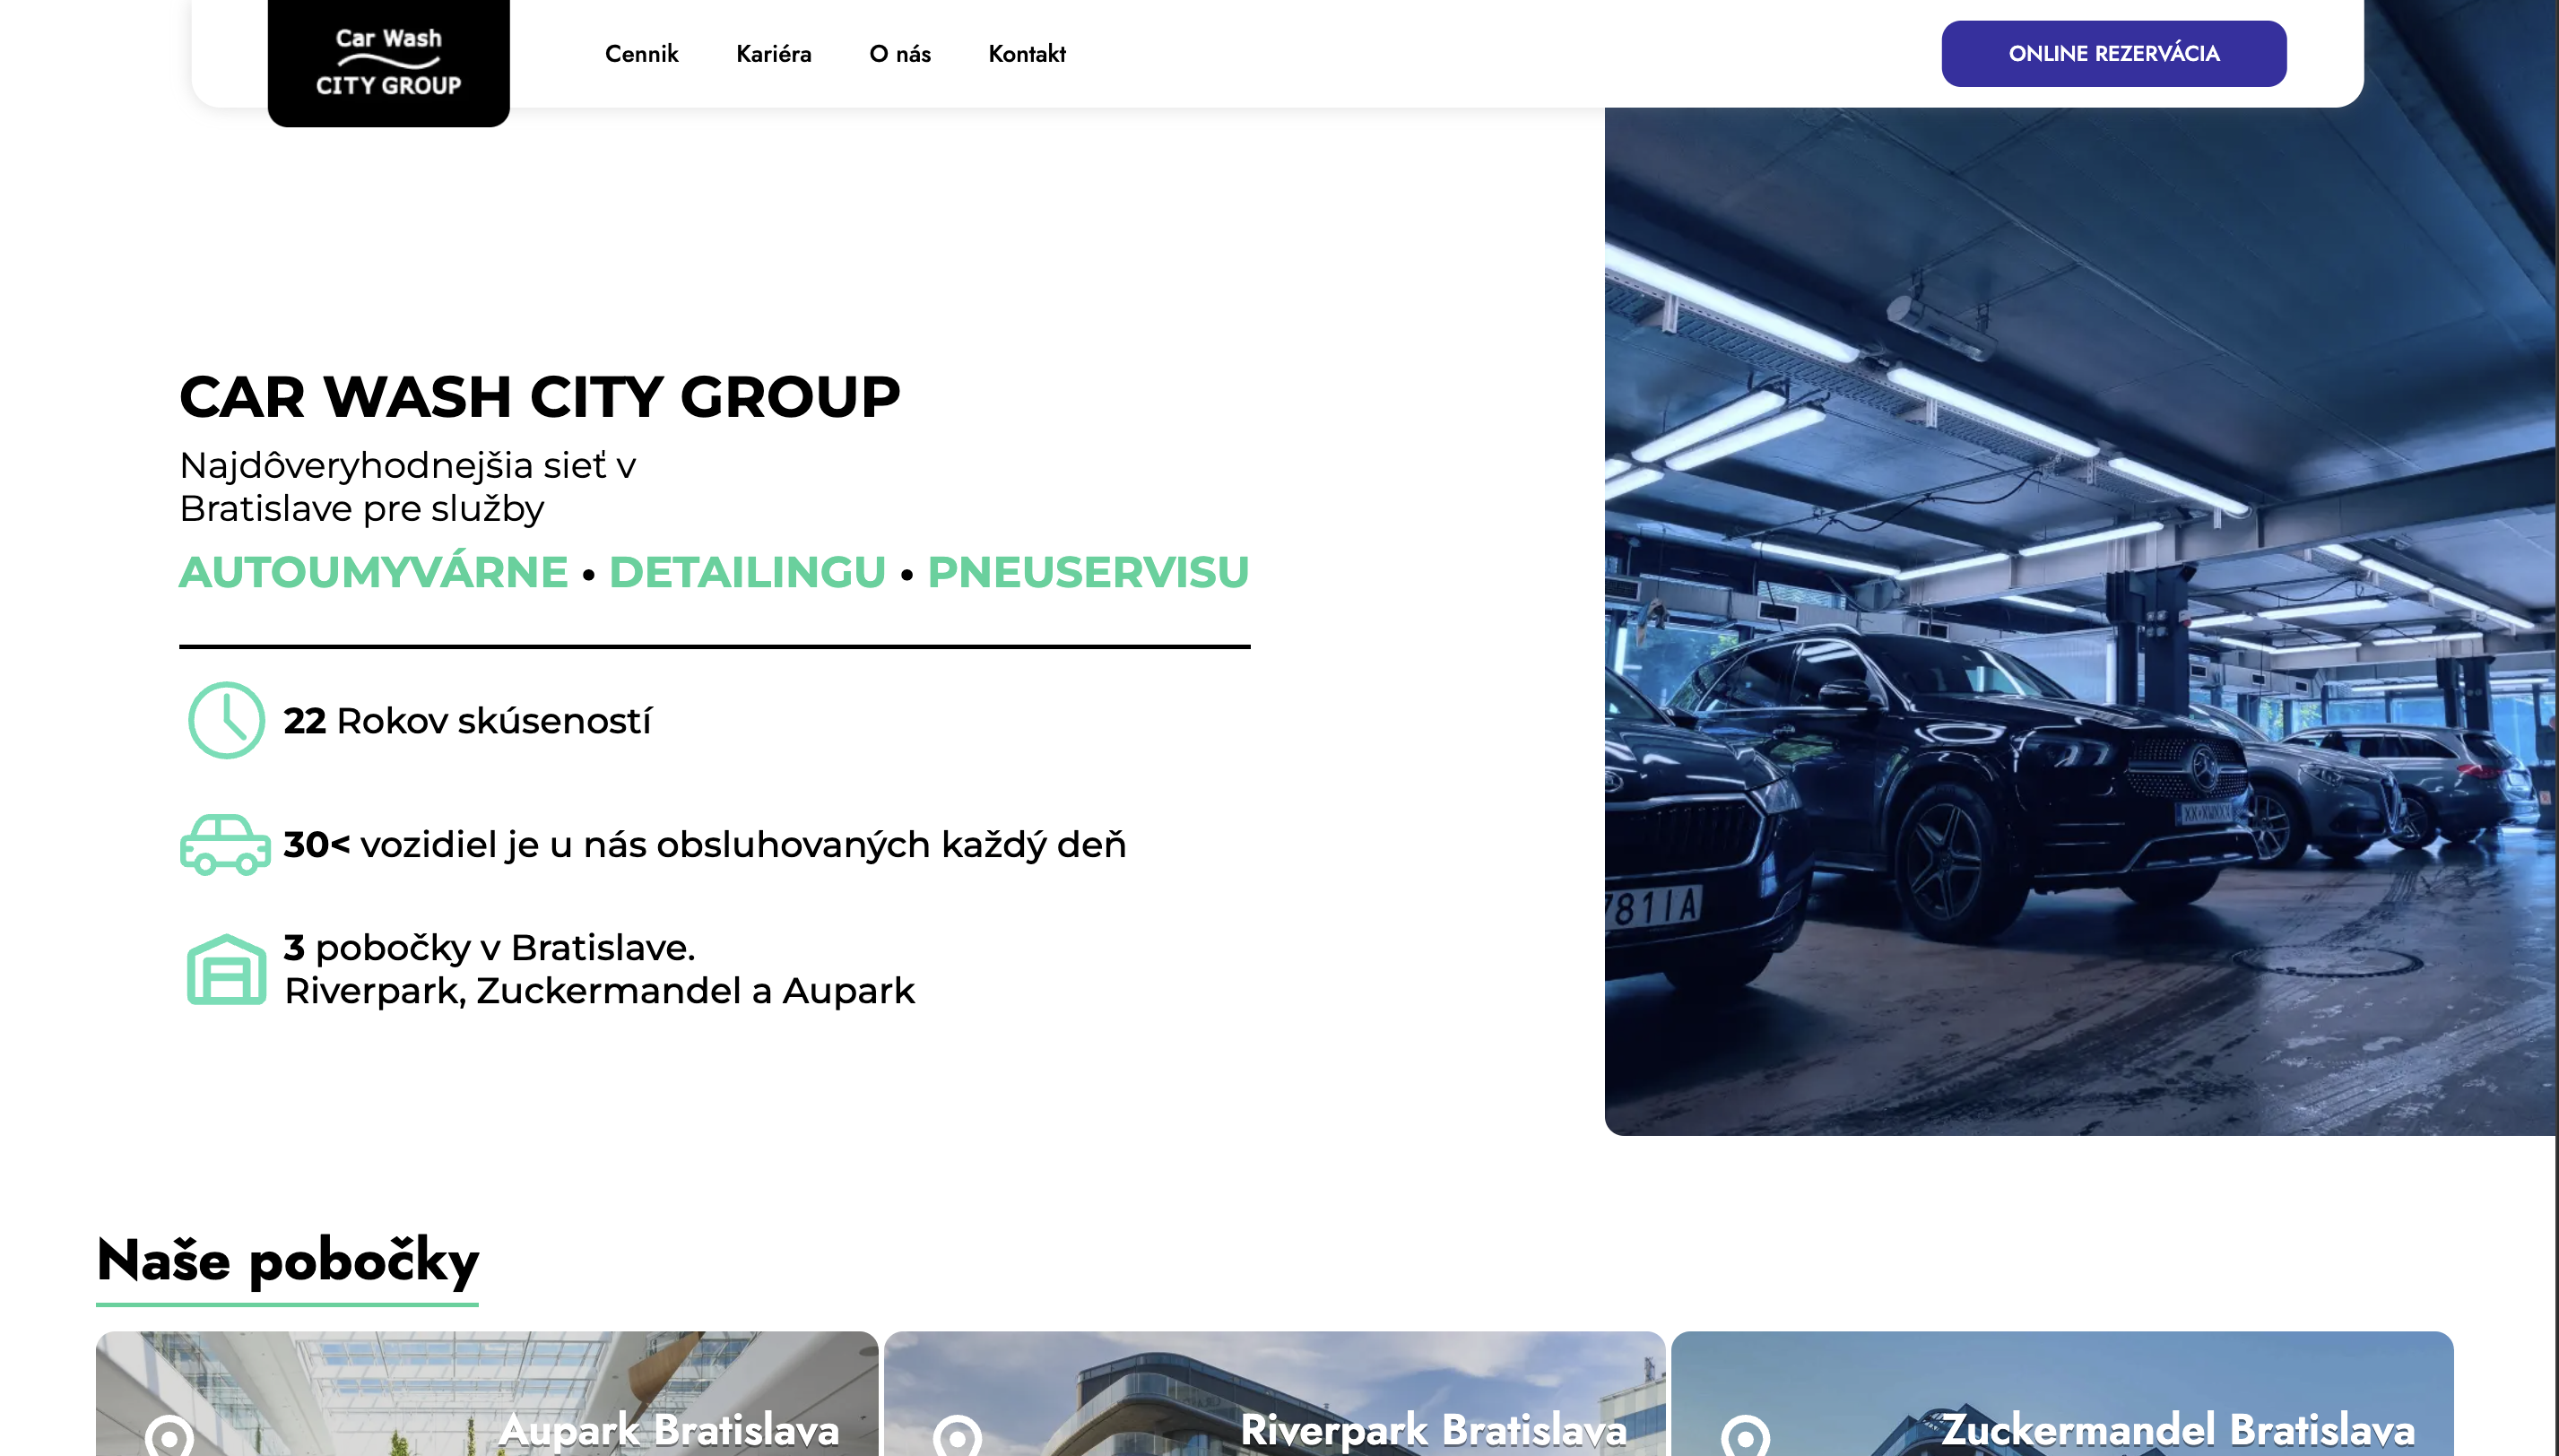 Car Wash
CITY GROUP
Cennik
Kariéra
O nás
Kontakt
ONLINE REZERVÁCIA
CAR WASH CITY GROUP
Najdôveryhodnejšia sieť v
Bratislave pre služby
AUTOUMYVÁRNE • DETAILINGU • PNEUSERVISU
22 Rokov skúseností
30< vozidiel je u nás obsluhovaných každý deň
3 pobočky v Bratislave.
Riverpark, Zuckermandel a Aupark
781IA
Naše pobočky
Aupark Bratislava
Riverpark Bratislava
Zuckermandel Bratislava